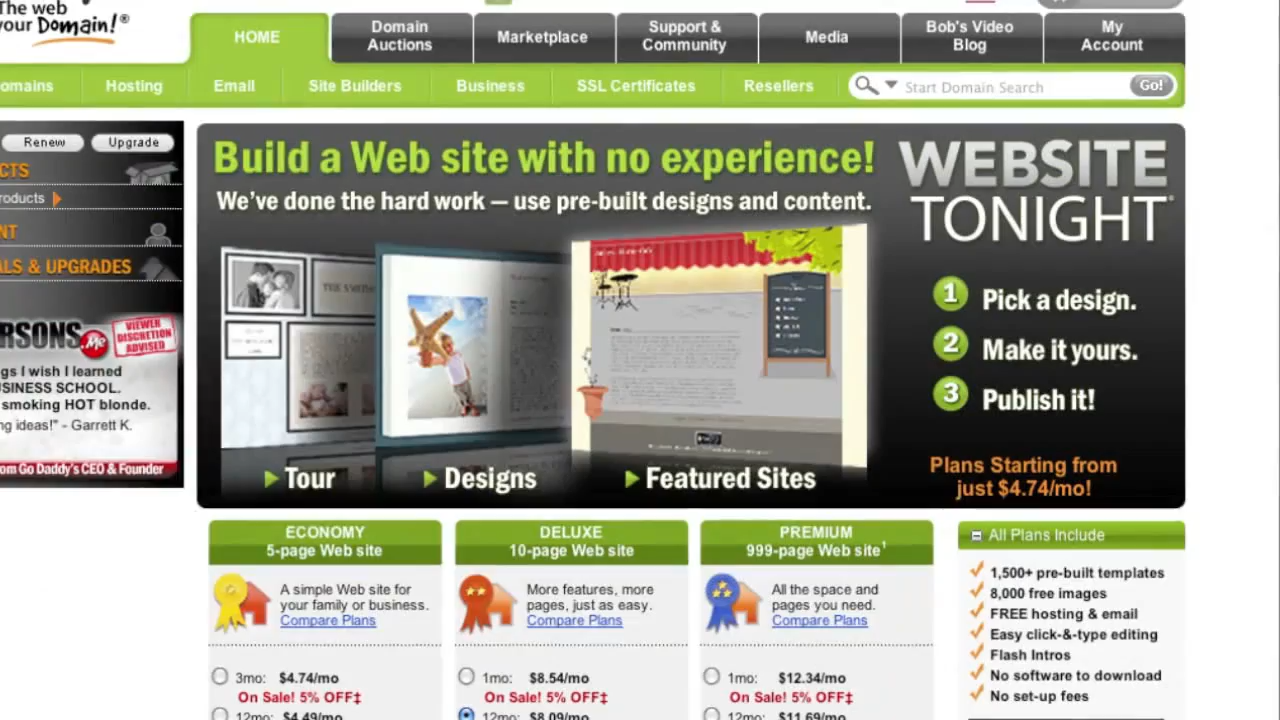 The web
your Domain!®
HOME
Domain
Auctions
Marketplace
Support &
Community
Media
Bob's Video
Blog
My
Account
omains
Hosting
Email
Site Builders
Business
SSL Certificates
Resellers
Start Domain Search
Go!
Renew
Upgrade
CTS
roducts
NT
ALS & UPGRADES
RSONS.me
VIEWER
DISCRETION
ADVISED
gs I wish I learned
USINESS SCHOOL.
smoking HOT blonde.
ng ideas!" - Garrett K.
om Go Daddy's CEO & Founder
Build a Web site with no experience!
We've done the hard work — use pre-built designs and content.
THE SMITHS
Tour
Designs
Featured Sites
WEBSITE
TONIGHT®
1 Pick a design.
2 Make it yours.
3 Publish it!
Plans Starting from
just $4.74/mo!
ECONOMY
5-page Web site
A simple Web site for
your family or business.
Compare Plans
3mo: $4.74/mo
On Sale! 5% OFF‡
12mo: $4.49/mo
DELUXE
10-page Web site
More features, more
pages, just as easy.
Compare Plans
1mo: $8.54/mo
On Sale! 5% OFF‡
12mo: $8.09/mo
PREMIUM
999-page Web site¹
All the space and
pages you need.
Compare Plans
1mo: $12.34/mo
On Sale! 5% OFF‡
12mo: $11.69/mo
All Plans Include
1,500+ pre-built templates
8,000 free images
FREE hosting & email
Easy click-&-type editing
Flash Intros
No software to download
No set-up fees